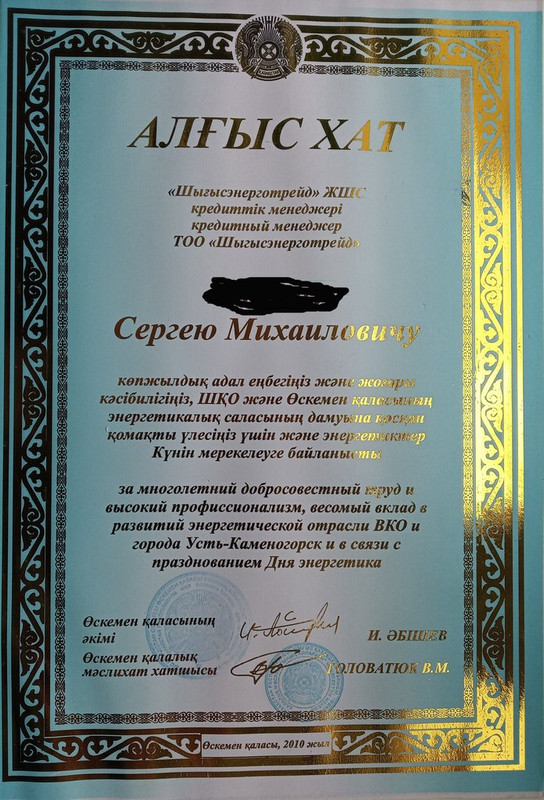 АЛҒЫС ХАТ
«Шығысэнерготрейд» ЖШС
кредиттік менеджері
кредитный менеджер
ТОО «Шығысэнерготрейд»
Сергею Михаиловичу
көпжылдық адал еңбегіңіз және жоғары
кәсібилігіңіз, ШҚО және Өскемен қаласының
энергетикалық саласының дамуына қосқан
қомақты үлесіңіз үшін және энергетиктер
Күнін мерекелеуге байланысты
за многолетний добросовестный труд и
высокий профиссионализм, весомый вклад в
развитий энергетической отрасли ВКО и
города Усть-Каменогорск и в связи с
празднованием Дня энергетика
Өскемен қаласының
әкімі
И. ӘБІШЕВ
Өскемен қалалық
мәслихат хатшысы
ГОЛОВАТЮК В.М.
Өскемен қаласы, 2010 жыл